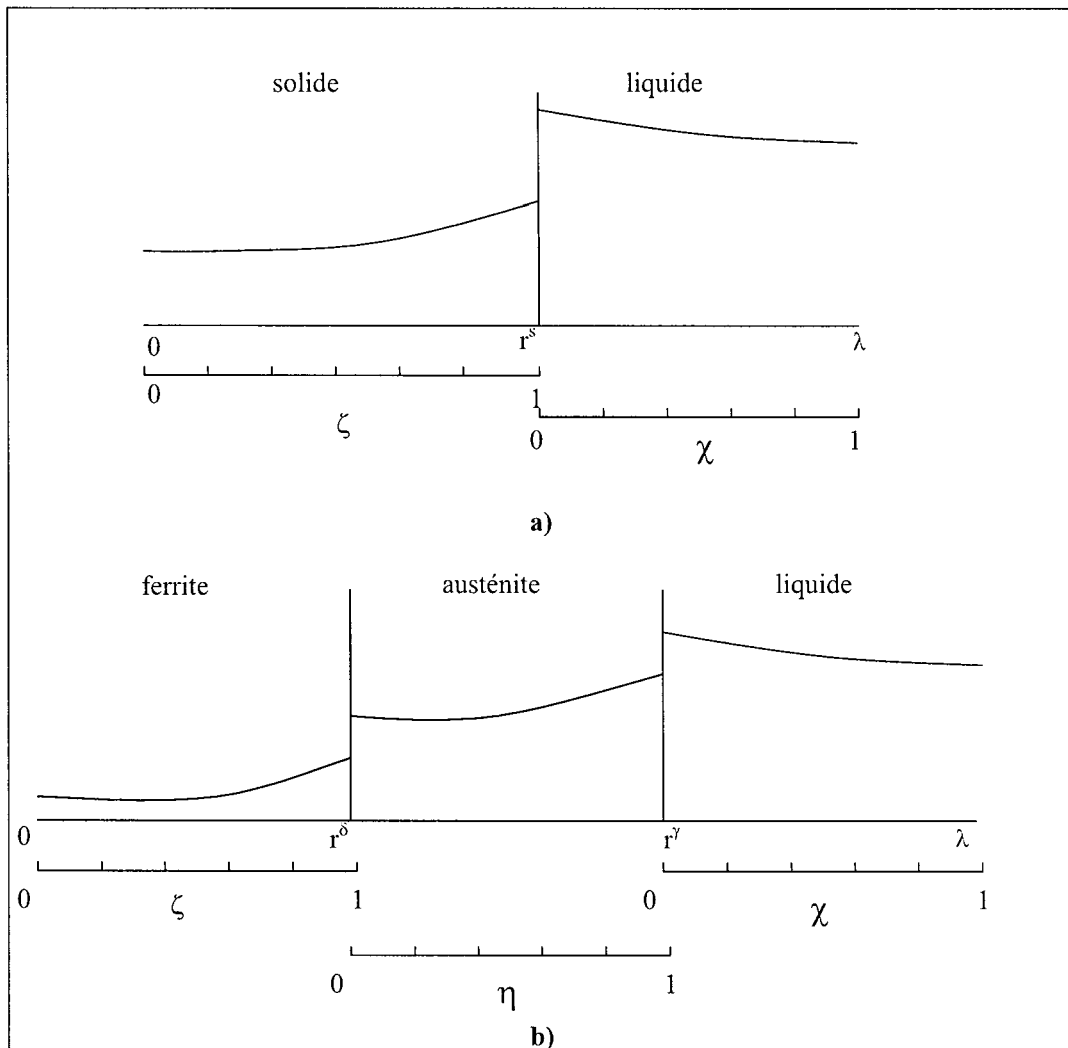 solide liquide
0 r^s λ
0 1
ζ
0 1
χ
a)
ferrite austénite liquide
0 r^δ r^γ λ
0 1 0 1
ζ χ
0 1
η
b)